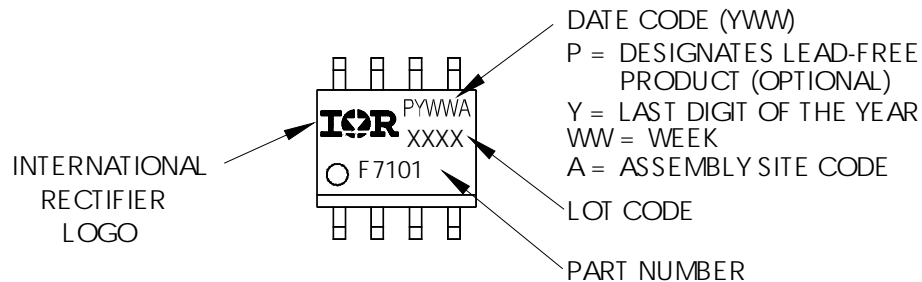 DATE CODE (YWW)
P = DESIGNATES LEAD-FREE
PRODUCT (OPTIONAL)
Y = LAST DIGIT OF THE YEAR
WW = WEEK
A = ASSEMBLY SITE CODE
LOT CODE
PART NUMBER
INTERNATIONAL
RECTIFIER
LOGO
IOR
PYWWA
XXXX
F7101